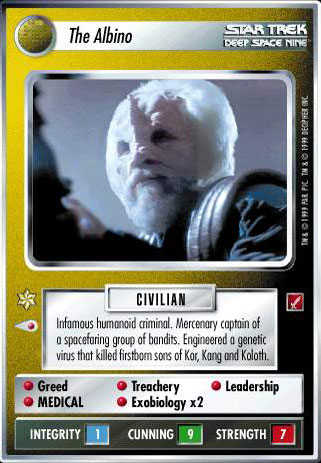 The Albino
STAR TREK
DEEP SPACE NINE
TM & © 1999 PAR. PIC. TM & © 1999 DECIPHER INC.
CIVILIAN
Infamous humanoid criminal. Mercenary captain of
a spacefaring group of bandits. Engineered a genetic
virus that killed firstborn sons of Kor, Kang and Koloth.
Greed Treachery Leadership
MEDICAL Exobiology x2
INTEGRITY 1 CUNNING 9 STRENGTH 7